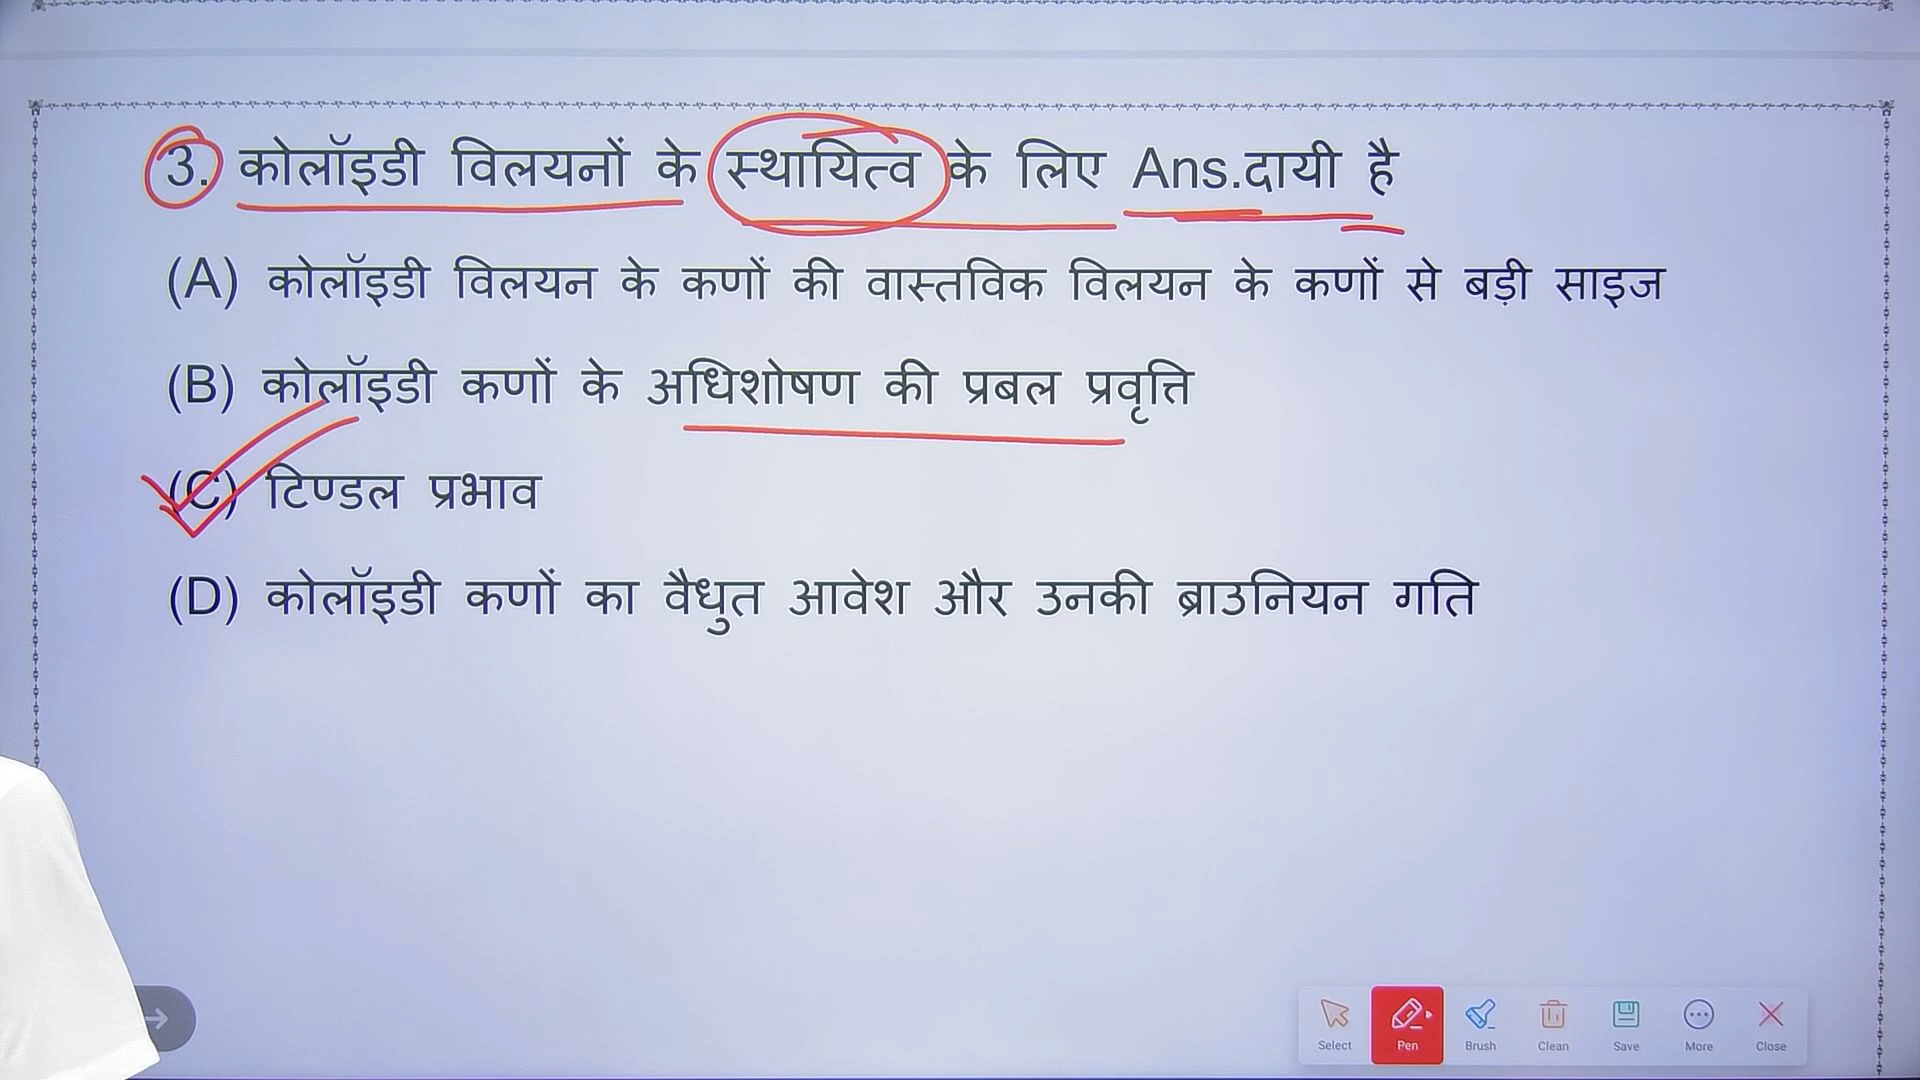 3. कोलॉइडी विलयनों के स्थायित्व के लिए Ans.दायी है
(A) कोलॉइडी विलयन के कणों की वास्तविक विलयन के कणों से बड़ी साइज
(B) कोलॉइडी कणों के अधिशोषण की प्रबल प्रवृत्ति
(C) टिण्डल प्रभाव
(D) कोलॉइडी कणों का वैधुत आवेश और उनकी ब्राउनियन गति
Select Pen Brush Clean Save More Close